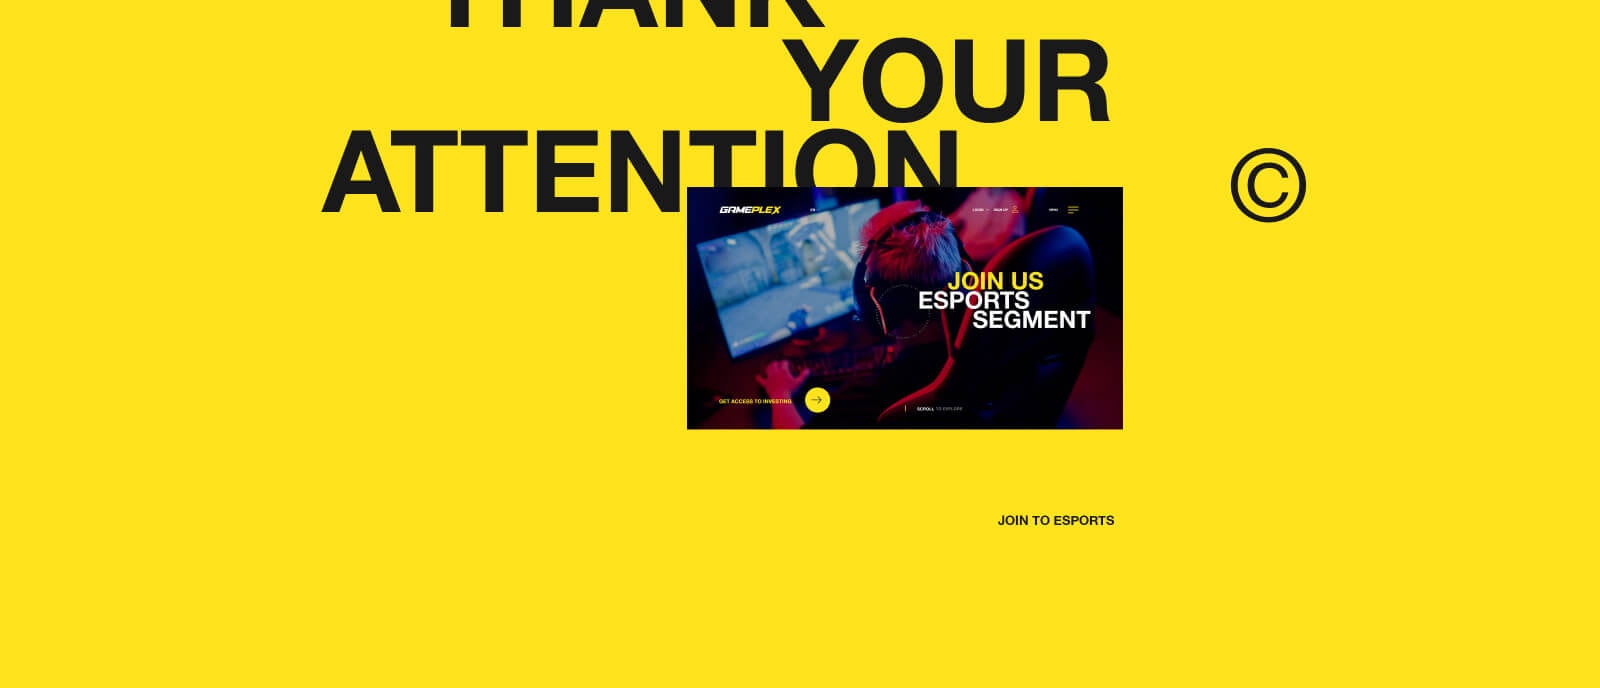 THANK
YOUR
ATTENTION
©
GAMEPLEX EN LOGIN SIGN UP MENU
JOIN US
ESPORTS
SEGMENT
GET ACCESS TO INVESTING
SCROLL TO EXPLORE
JOIN TO ESPORTS